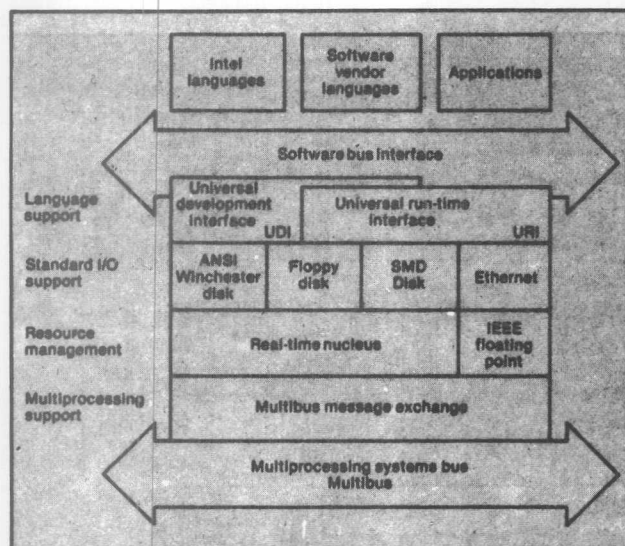 Intel
languages
Software
vendor
languages
Applications
Software bus interface
Language
support
Universal
development
interface
UDI
Universal run-time
interface
URI
Standard I/O
support
ANSI
Winchester
disk
Floppy
disk
SMD
Disk
Ethernet
Resource
management
Real-time nucleus
IEEE
floating
point
Multiprocessing
support
Multibus message exchange
Multiprocessing systems bus
Multibus